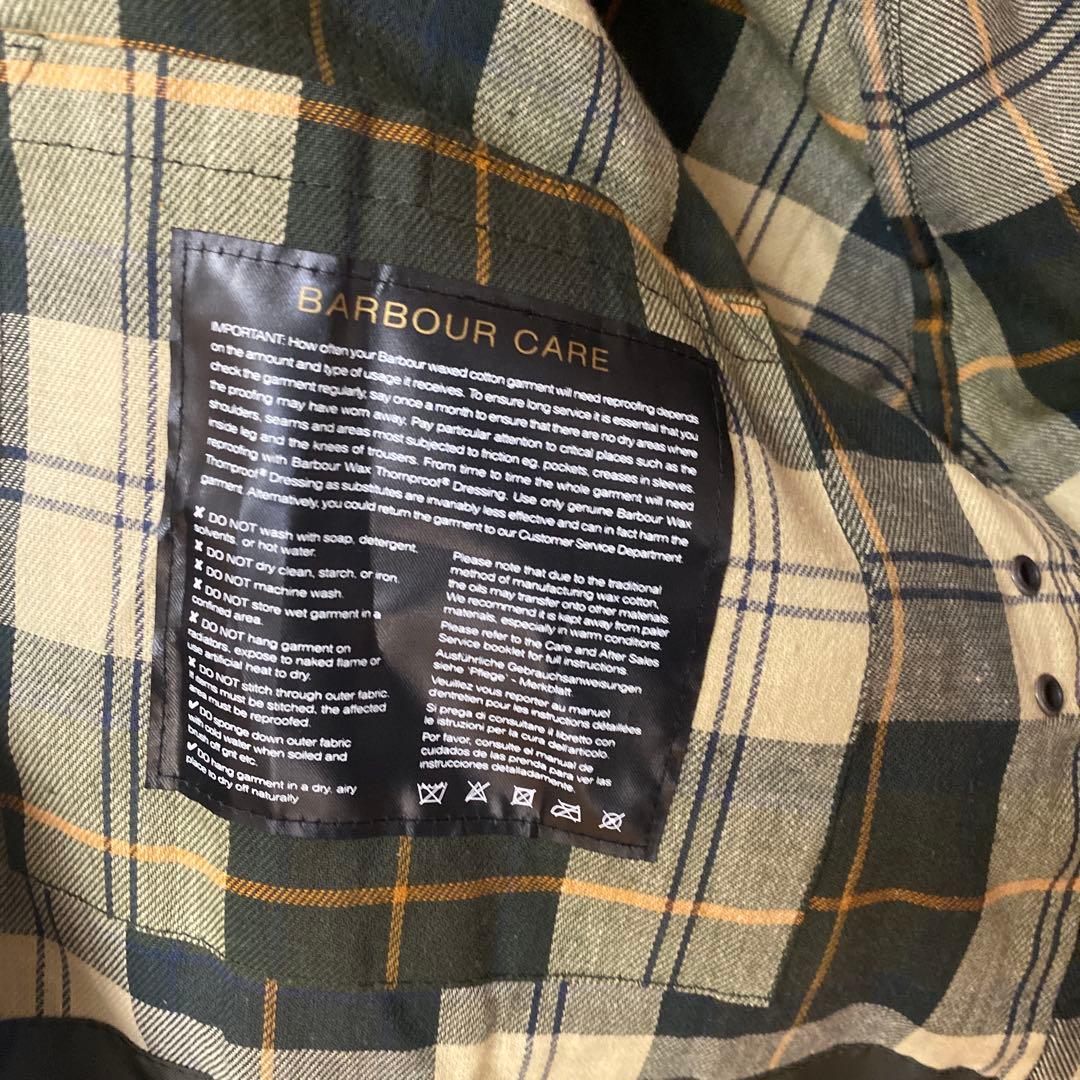 BARBOUR CARE
IMPORTANT: How often your Barbour waxed cotton garment will need reproofing depends
on the amount and type of usage it receives. To ensure long service it is essential that you
check the garment regularly, say once a month to ensure that there are no dry areas where
the proofing may have worn away. Pay particular attention to critical places such as the
shoulders, seams and areas most subjected to friction eg. pockets, creases in sleeves.
inside leg and the knees of trousers. From time to time the whole garment will need
reproofing with Barbour Wax Thornproof® Dressing. Use only genuine Barbour Wax
Thornproof® Dressing as substitutes are invariably less effective and can in fact harm the
garment. Alternatively, you could return the garment to our Customer Service Department.
✘ DO NOT wash with soap, detergent,
solvents, or hot water.
✘ DO NOT dry clean, starch, or iron.
✘ DO NOT machine wash.
✘ DO NOT store wet garment in a
confined area.
✘ DO NOT hang garment on
radiators, expose to naked flame or
use artificial heat to dry.
✘ DO NOT stitch through outer fabric.
If items must be stitched, the affected
area must be reproofed.
✔ DO sponge down outer fabric
with cold water when soiled and
brush off grit etc.
✔ DO hang garment in a dry, airy
place to dry off naturally
Please note that due to the traditional
method of manufacturing wax cotton,
the oils may transfer onto other materials.
We recommend it is kept away from paler
materials, especially in warm conditions.
Please refer to the Care and After Sales
Service booklet for full instructions.
Ausführliche Gebrauchsanweisungen
siehe 'Pflege' - Merkblatt.
Veuillez vous reporter au manuel
d'entretien pour les instructions détaillées
Si prega di consultare il libretto con
le istruzioni per la cura dell'articolo.
Por favor, consulte el manual de
cuidados de las prenda para ver las
instrucciones detalladamente.